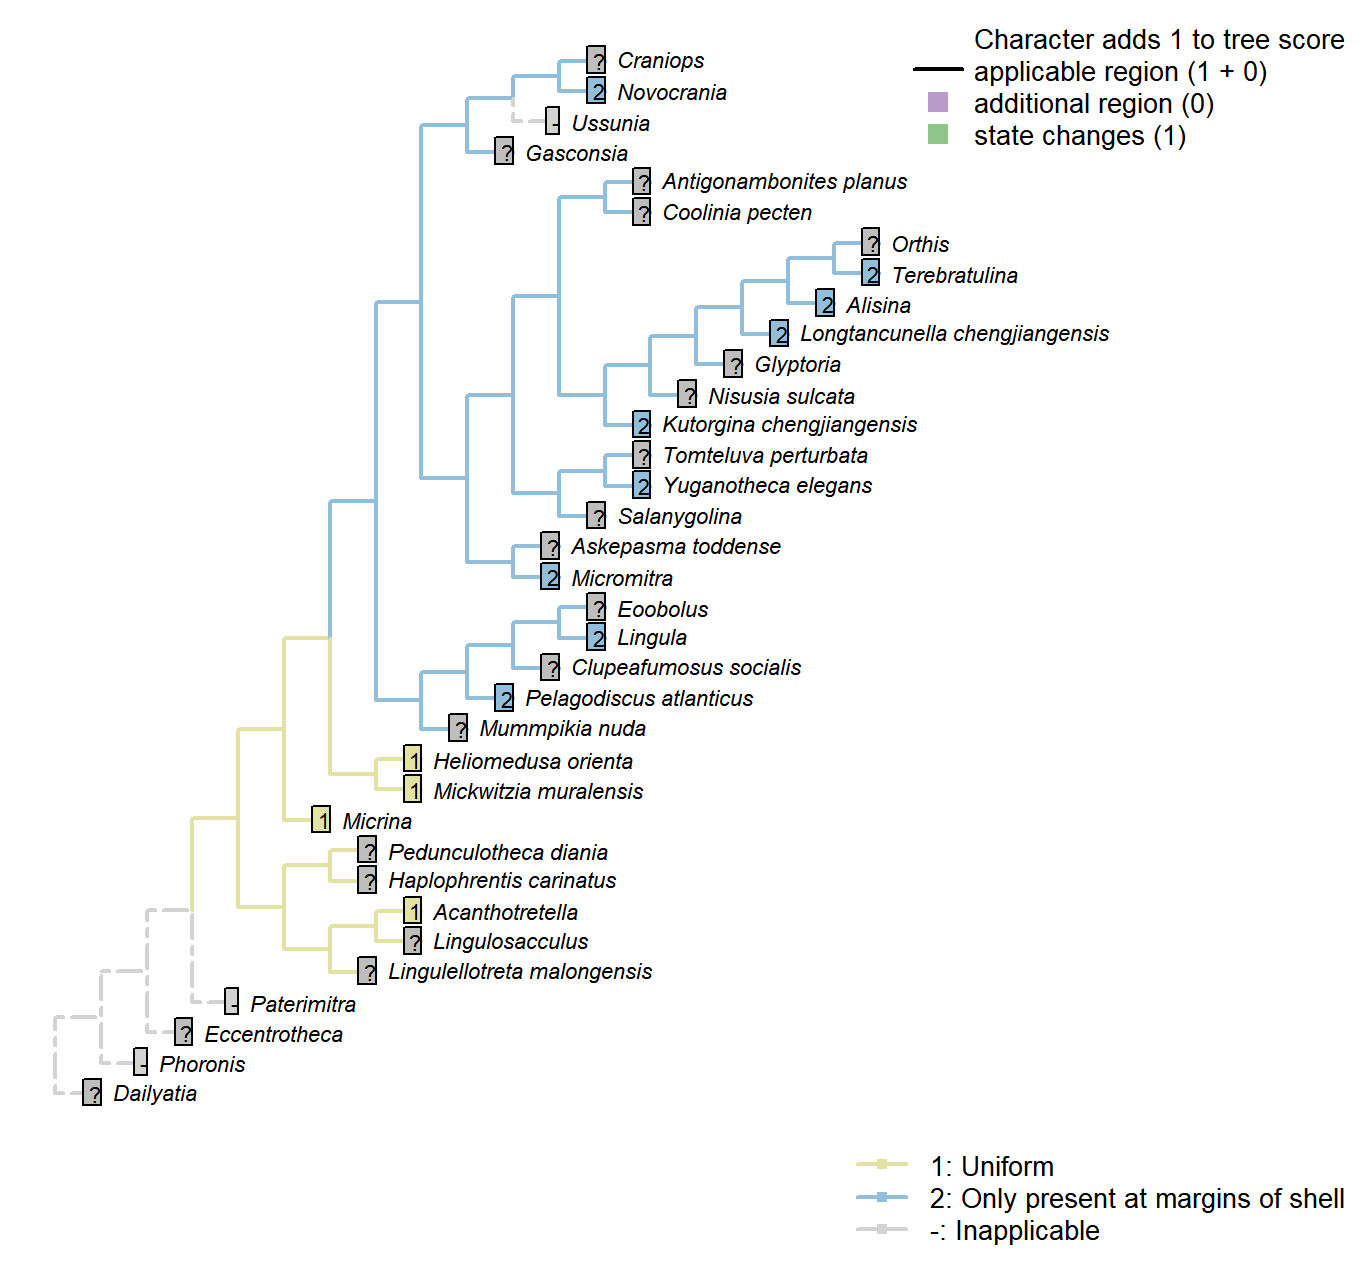 Character adds 1 to tree score
applicable region (1 + 0)
additional region (0)
state changes (1)
? Craniops
2 Novocrania
- Ussunia
? Gasconsia
? Antigonambonites planus
? Coolinia pecten
? Orthis
2 Terebratulina
2 Alisina
2 Longtancunella chengjiangensis
? Glyptoria
? Nisusia sulcata
2 Kutorgina chengjiangensis
? Tomteluva perturbata
2 Yuganotheca elegans
? Salanygolina
? Askepasma toddense
2 Micromitra
? Eoobolus
2 Lingula
? Clupeafumosus socialis
2 Pelagodiscus atlanticus
? Mummpikia nuda
1 Heliomedusa orienta
1 Mickwitzia muralensis
1 Micrina
? Pedunculotheca diania
? Haplophrentis carinatus
1 Acanthotretella
? Lingulosacculus
? Lingulellotreta malongensis
- Paterimitra
? Eccentrotheca
- Phoronis
? Dailyatia
1: Uniform
2: Only present at margins of shell
-: Inapplicable